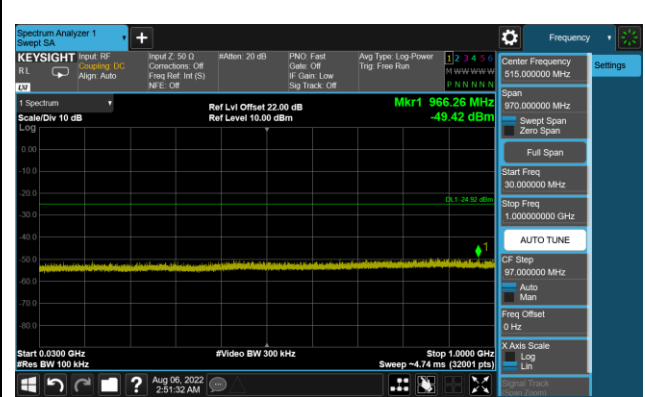 Spectrum Analyzer 1
Swept SA
Frequency
KEYSIGHT
RL
LXI
Input: RF
Coupling: DC
Align: Auto
Input Z: 50 Ω
Corrections: Off
Freq Ref: Int (S)
NFE: Off
#Atten: 20 dB
PNO: Fast
Gate: Off
IF Gain: Low
Sig Track: Off
Avg Type: Log-Power
Trig: Free Run
1 2 3 4 5 6
M W W W W W
P N N N N N
Center Frequency
515.000000 MHz
Settings
1 Spectrum
Scale/Div 10 dB
Ref Lvl Offset 22.00 dB
Ref Level 10.00 dBm
Mkr1 966.26 MHz
-49.42 dBm
Span
970.000000 MHz
Swept Span
Zero Span
Full Span
Start Freq
30.000000 MHz
Stop Freq
1.000000000 GHz
AUTO TUNE
CF Step
97.000000 MHz
Auto
Man
Freq Offset
0 Hz
X Axis Scale
Log
Lin
Signal Track
(Span Zoom)
Log
0.00
-10.0
-20.0
DL1 -24.92 dBm
-30.0
-40.0
1
-50.0
-60.0
-70.0
-80.0
Start 0.0300 GHz
#Video BW 300 kHz
Stop 1.0000 GHz
#Res BW 100 kHz
Sweep ~4.74 ms (32001 pts)
?
Aug 06, 2022
2:51:32 AM